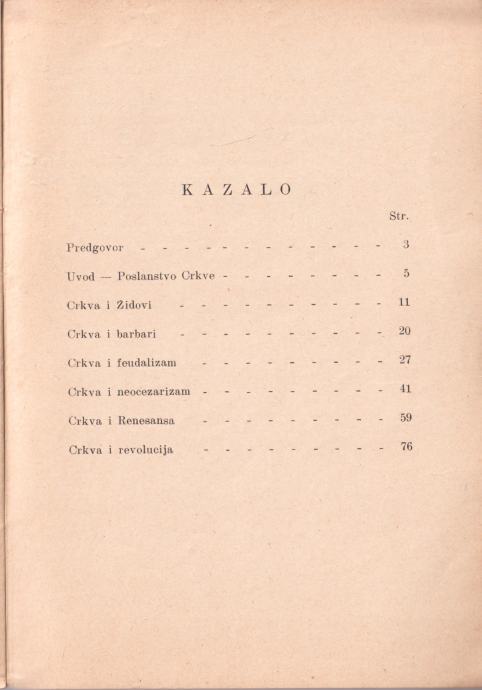 KAZALO
Str.
Predgovor - - - - - - - - - - 3
Uvod — Poslanstvo Crkve - - - - - - - 5
Crkva i Židovi - - - - - - - - - 11
Crkva i barbari - - - - - - - - - 20
Crkva i feudalizam - - - - - - - - 27
Crkva i neocezarizam - - - - - - - - 41
Crkva i Renesansa - - - - - - - - 59
Crkva i revolucija - - - - - - - - 76